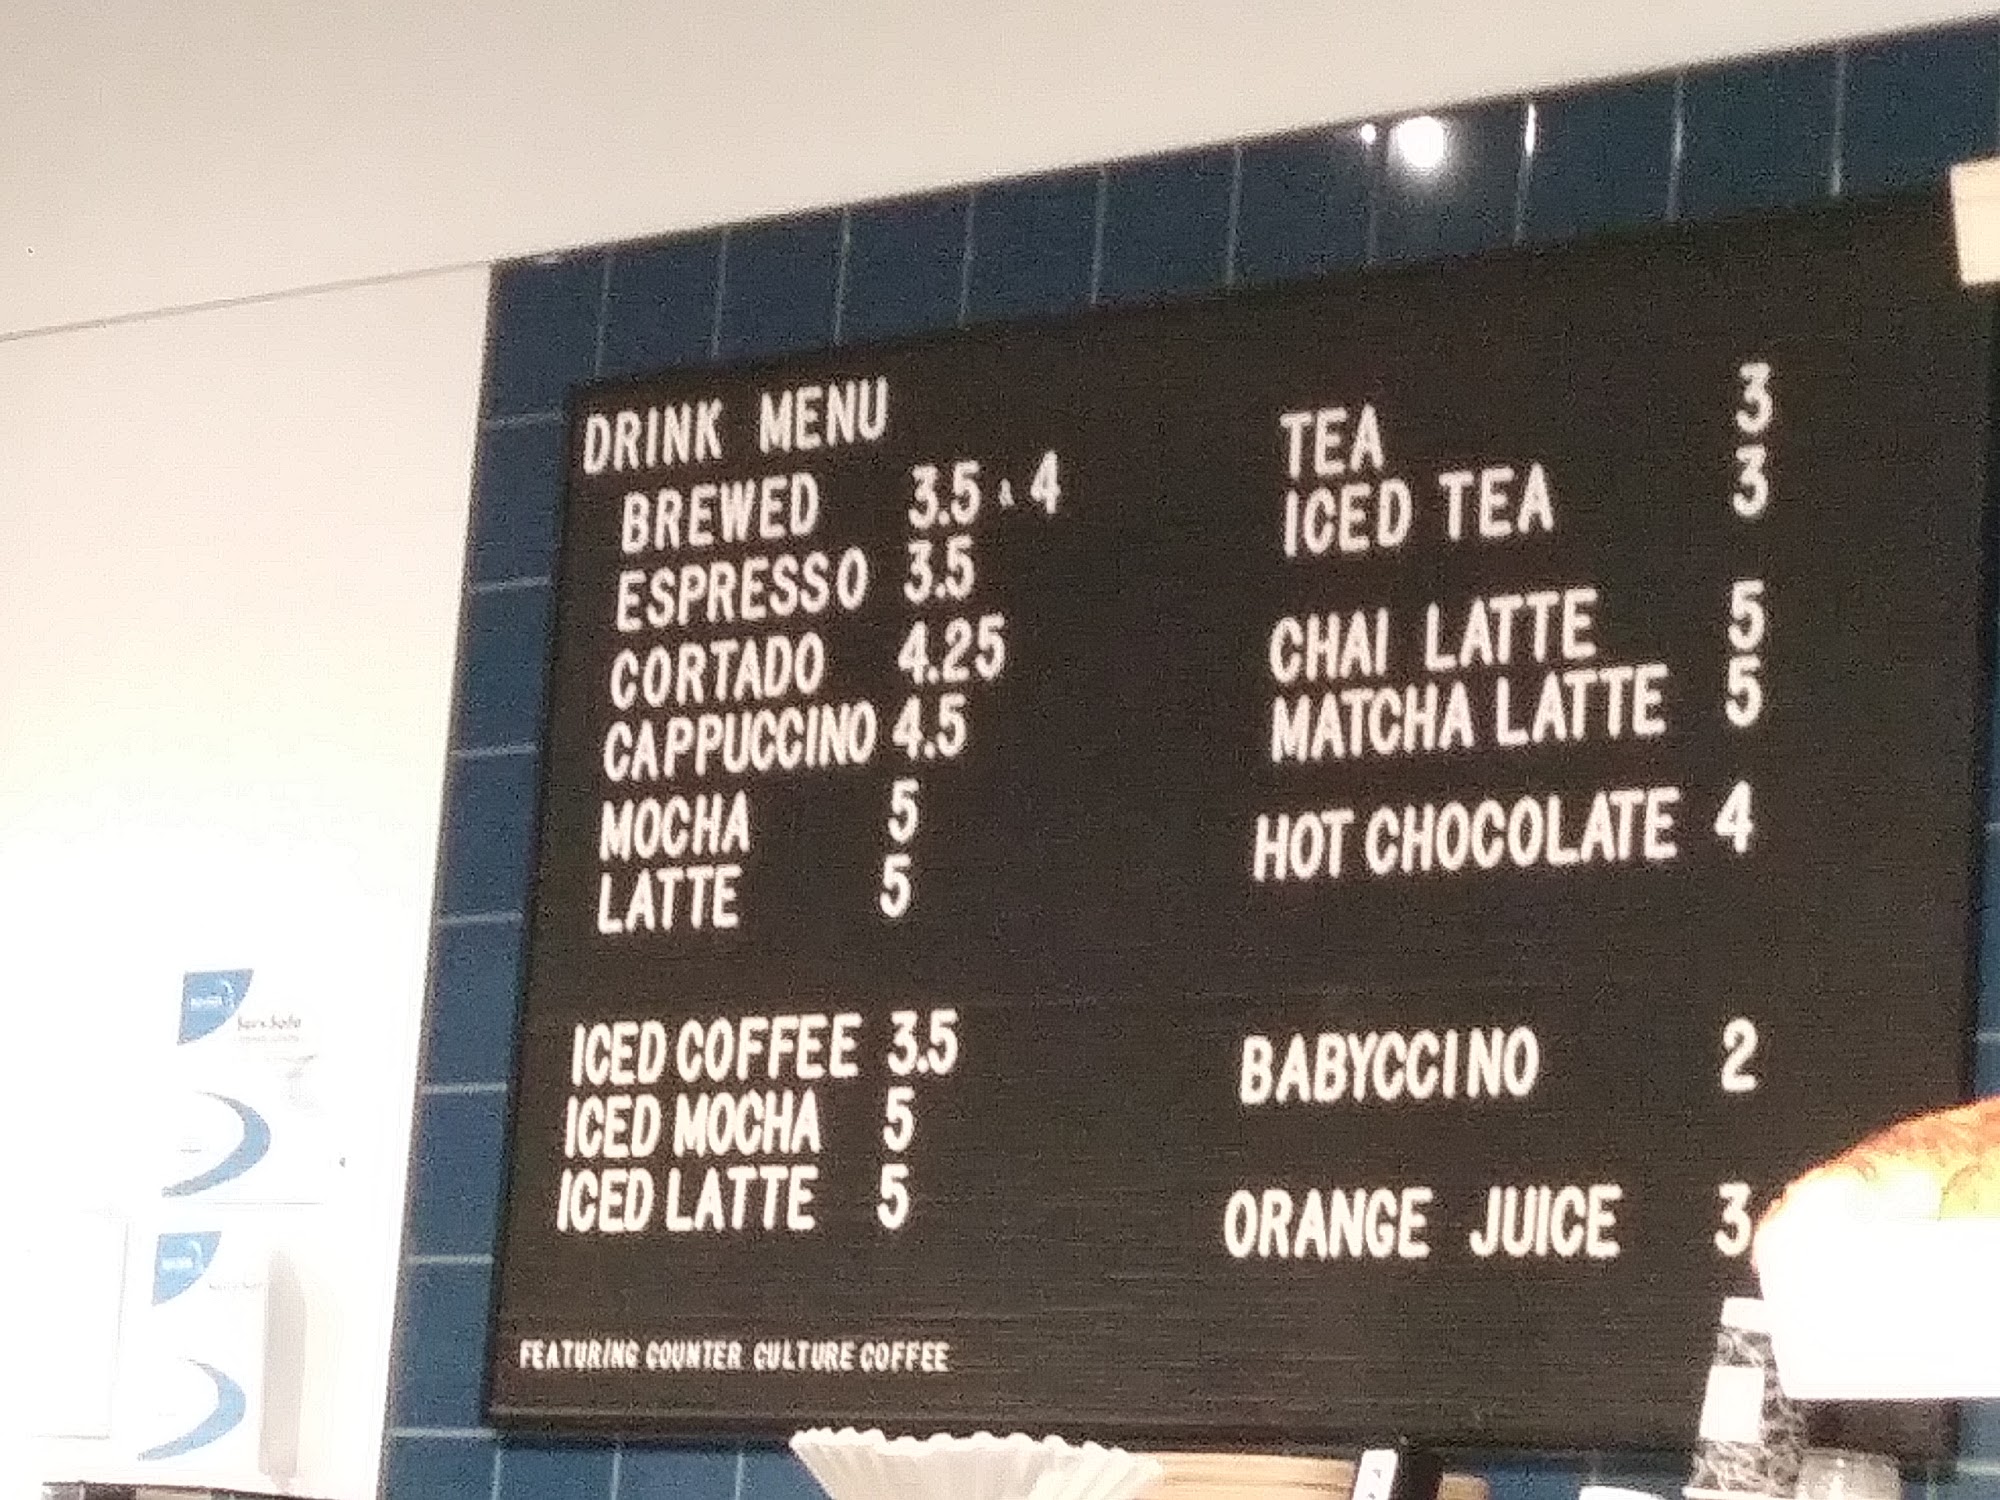 DRINK MENU
BREWED 3.5 & 4
ESPRESSO 3.5
CORTADO 4.25
CAPPUCCINO 4.5
MOCHA 5
LATTE 5
ICED COFFEE 3.5
ICED MOCHA 5
ICED LATTE 5
FEATURING COUNTER CULTURE COFFEE
TEA 3
ICED TEA 3
CHAI LATTE 5
MATCHA LATTE 5
HOT CHOCOLATE 4
BABYCCINO 2
ORANGE JUICE 3
ServSafe